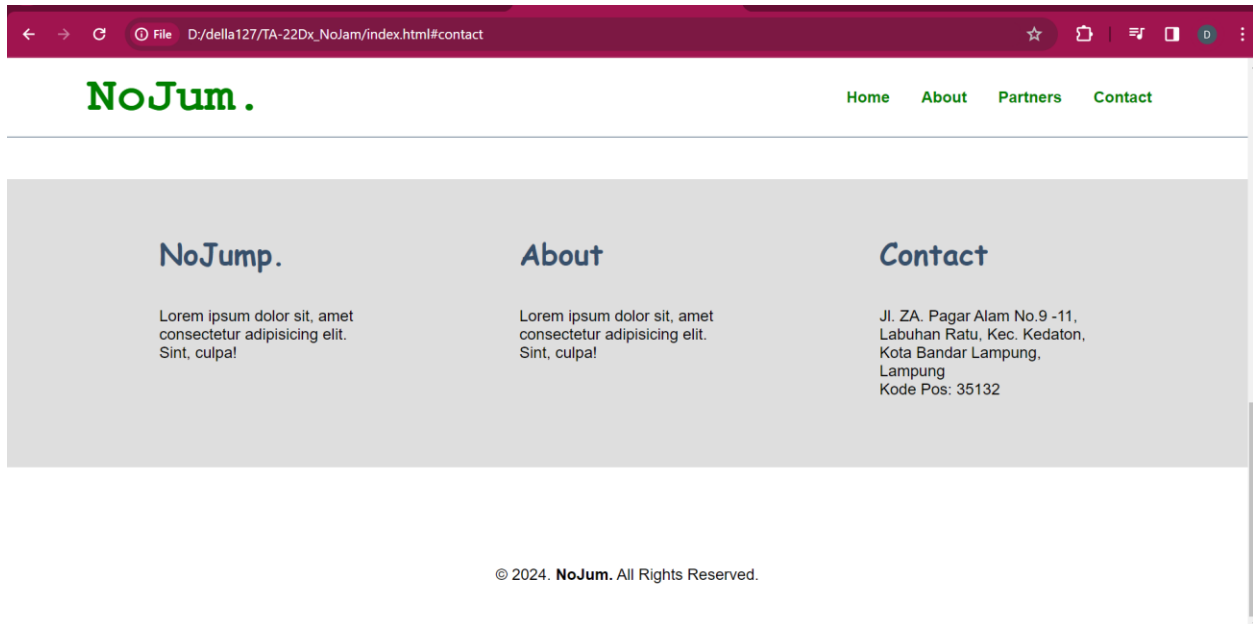 File D:/della127/TA-22Dx_NoJam/index.html#contact
D
NoJum.
Home About Partners Contact
NoJump.
Lorem ipsum dolor sit, amet
consectetur adipisicing elit.
Sint, culpa!
About
Lorem ipsum dolor sit, amet
consectetur adipisicing elit.
Sint, culpa!
Contact
Jl. ZA. Pagar Alam No.9 -11,
Labuhan Ratu, Kec. Kedaton,
Kota Bandar Lampung,
Lampung
Kode Pos: 35132
© 2024. NoJum. All Rights Reserved.